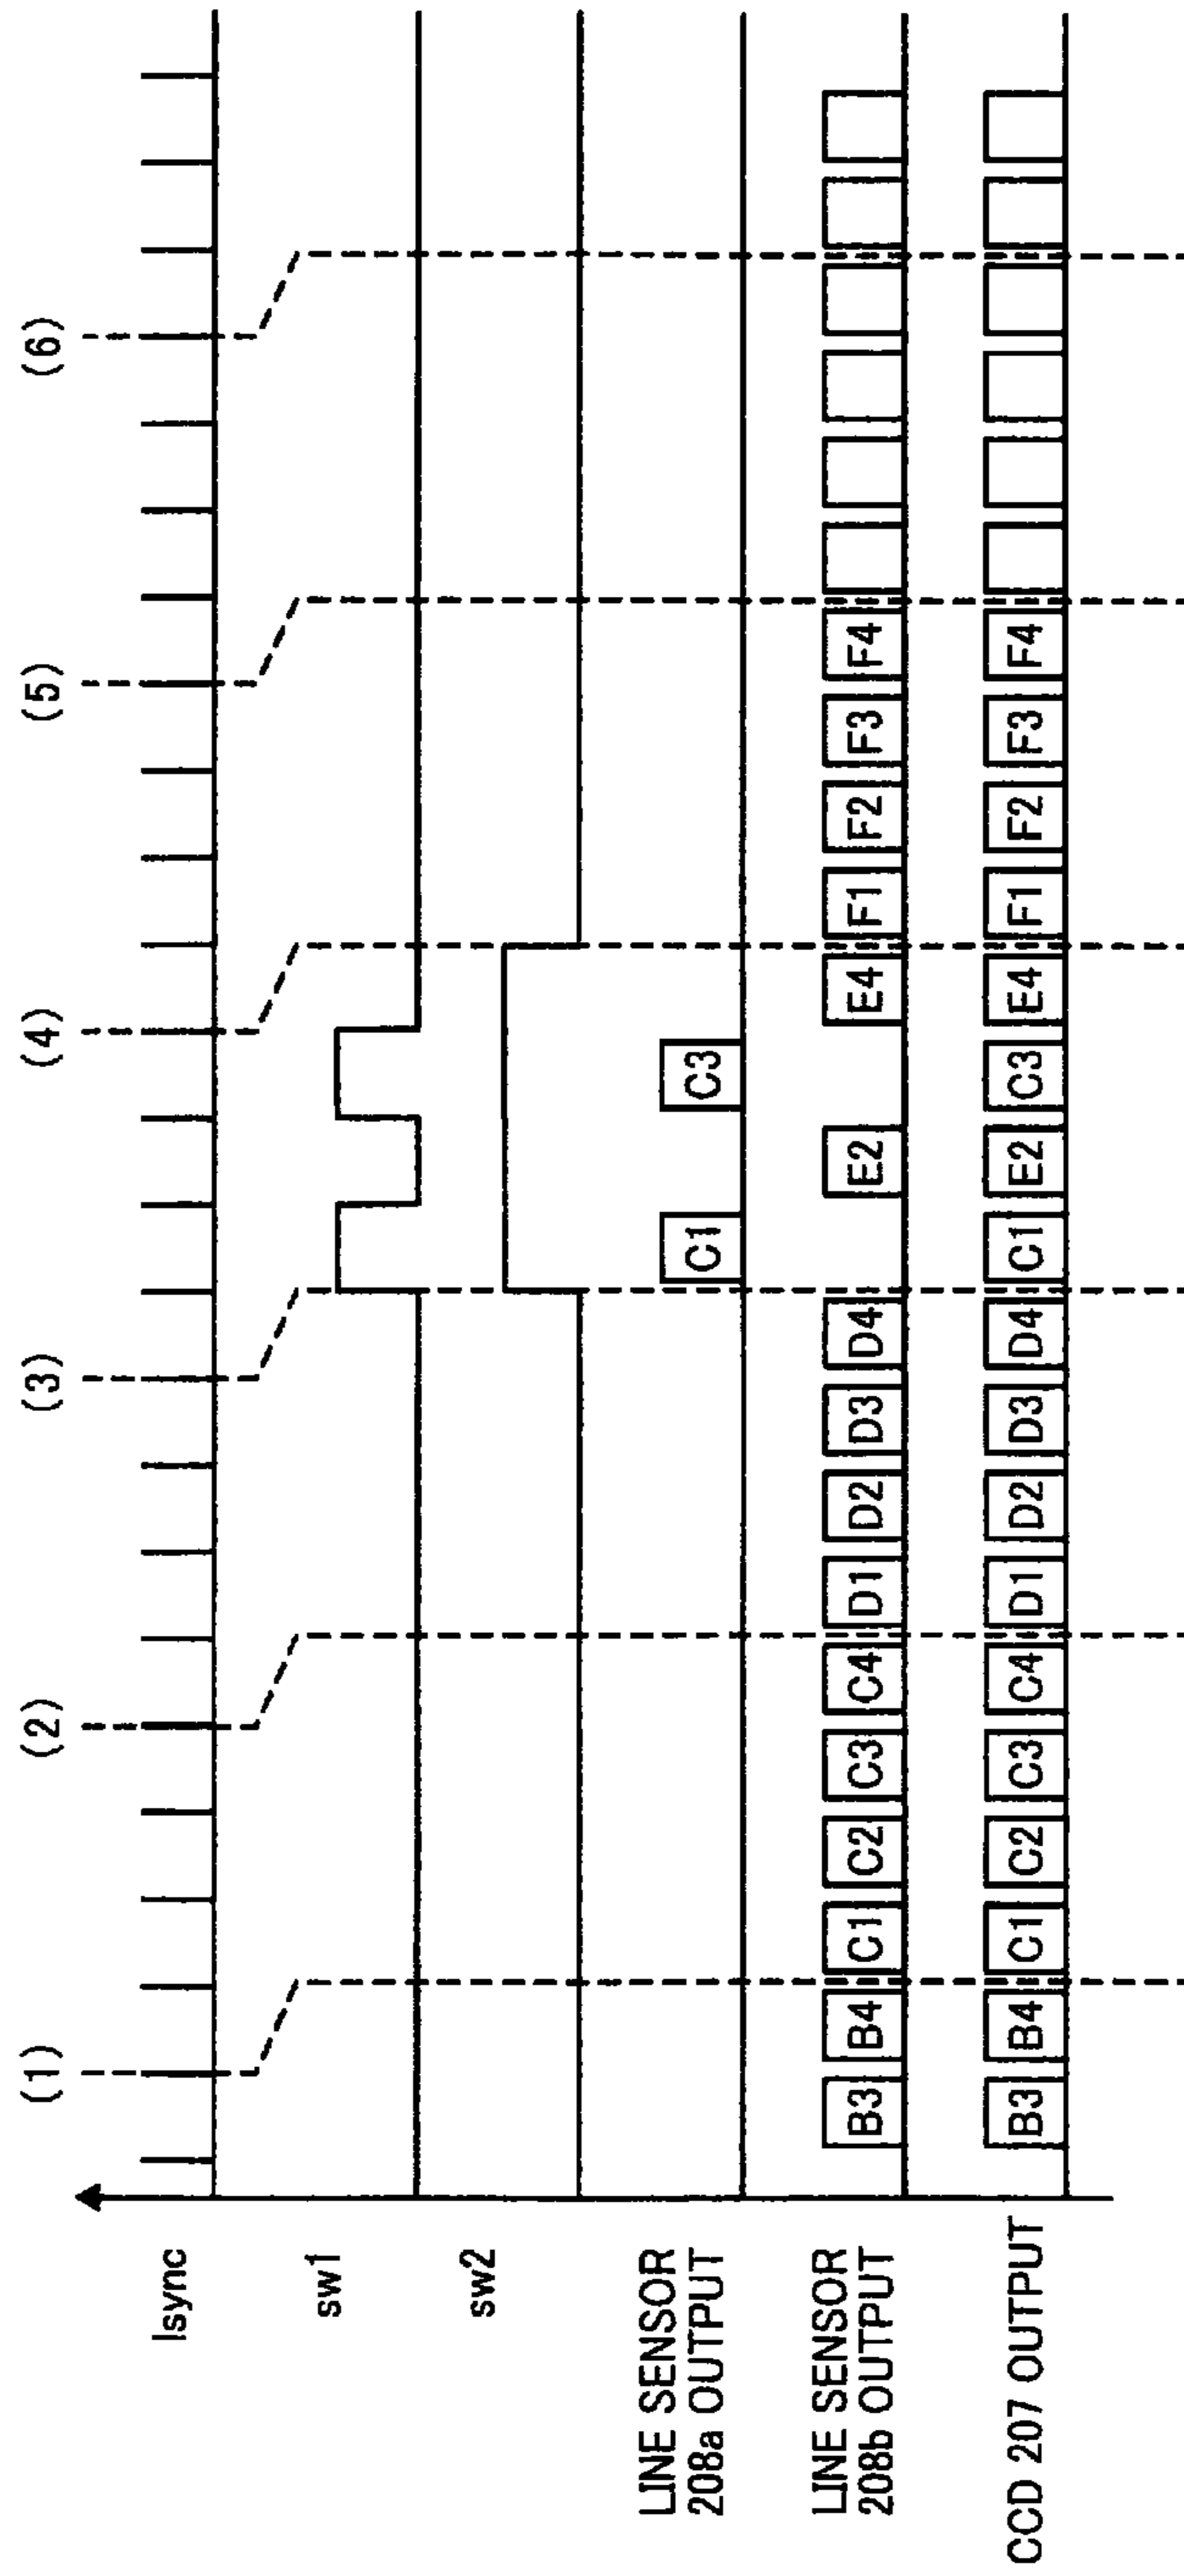 (1) (2) (3) (4) (5) (6)
lsync
sw1
sw2
LINE SENSOR
208a OUTPUT
C1 C3
LINE SENSOR
208b OUTPUT
B3 B4 C1 C2 C3 C4 D1 D2 D3 D4 E2 E4 F1 F2 F3 F4
CCD 207 OUTPUT
B3 B4 C1 C2 C3 C4 D1 D2 D3 D4 C1 E2 C3 E4 F1 F2 F3 F4